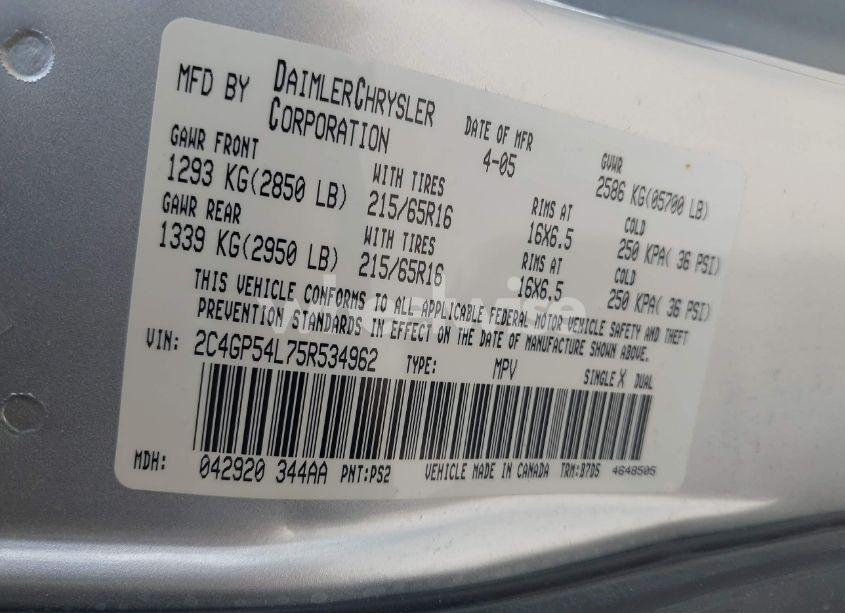 MFD BY DAIMLERCHRYSLER CORPORATION
DATE OF MFR 4-05
GVWR 2586 KG(05700 LB)
GAWR FRONT 1293 KG(2850 LB)
WITH TIRES 215/65R16
RIMS AT 16X6.5
COLD 250 KPA( 36 PSI)
GAWR REAR 1339 KG(2950 LB)
WITH TIRES 215/65R16
RIMS AT 16X6.5
COLD 250 KPA( 36 PSI)
THIS VEHICLE CONFORMS TO ALL APPLICABLE FEDERAL MOTOR VEHICLE SAFETY AND THEFT
PREVENTION STANDARDS IN EFFECT ON THE DATE OF MANUFACTURE SHOWN ABOVE.
VIN: 2C4GP54L75R534962 TYPE: MPV SINGLE X DUAL
MDH: 042920 344AA PNT:PS2 VEHICLE MADE IN CANADA TRM:B7D5 4648505